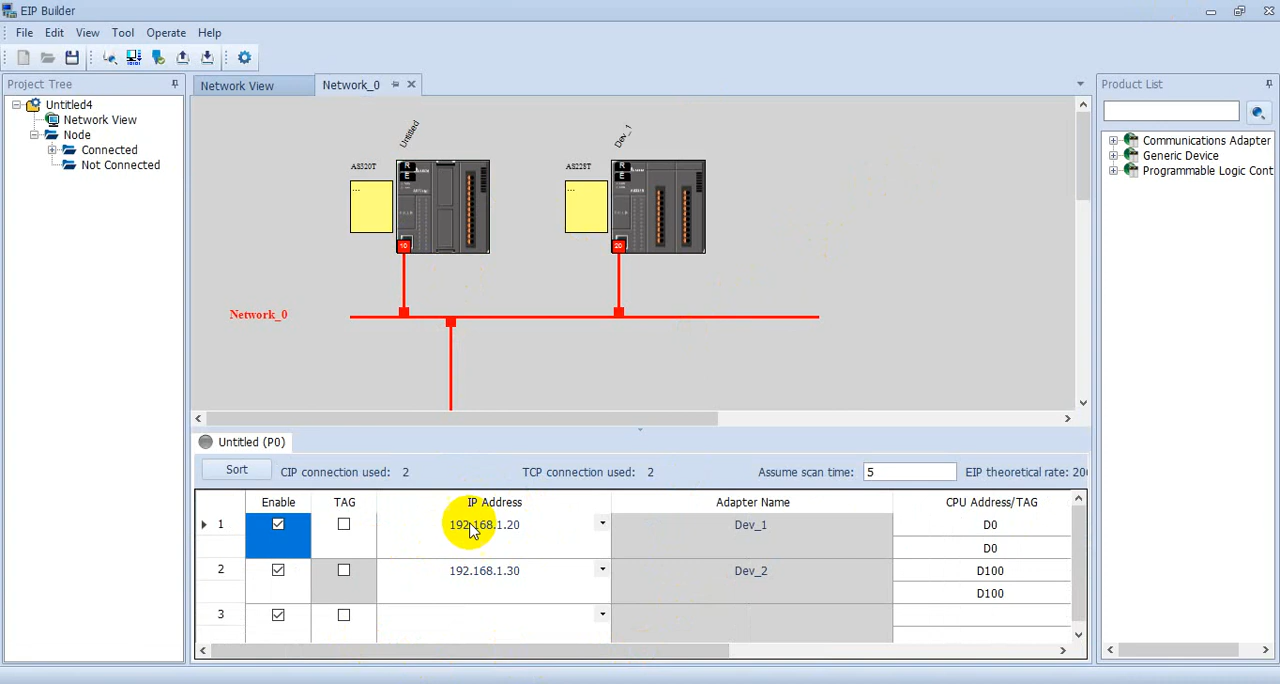 EIP Builder
File Edit View Tool Operate Help
Project Tree
Untitled4
Network View
Node
Connected
Not Connected
Network View Network_0
Untitled
AS320T
...
10
Dev_1
AS228T
...
20
Network_0
Product List
Communications Adapter
Generic Device
Programmable Logic Cont
Untitled (P0)
Sort CIP connection used: 2 TCP connection used: 2 Assume scan time: 5 EIP theoretical rate:
Enable TAG IP Address Adapter Name CPU Address/TAG
1 192.168.1.20 Dev_1 D0
D0
2 192.168.1.30 Dev_2 D100
D100
3